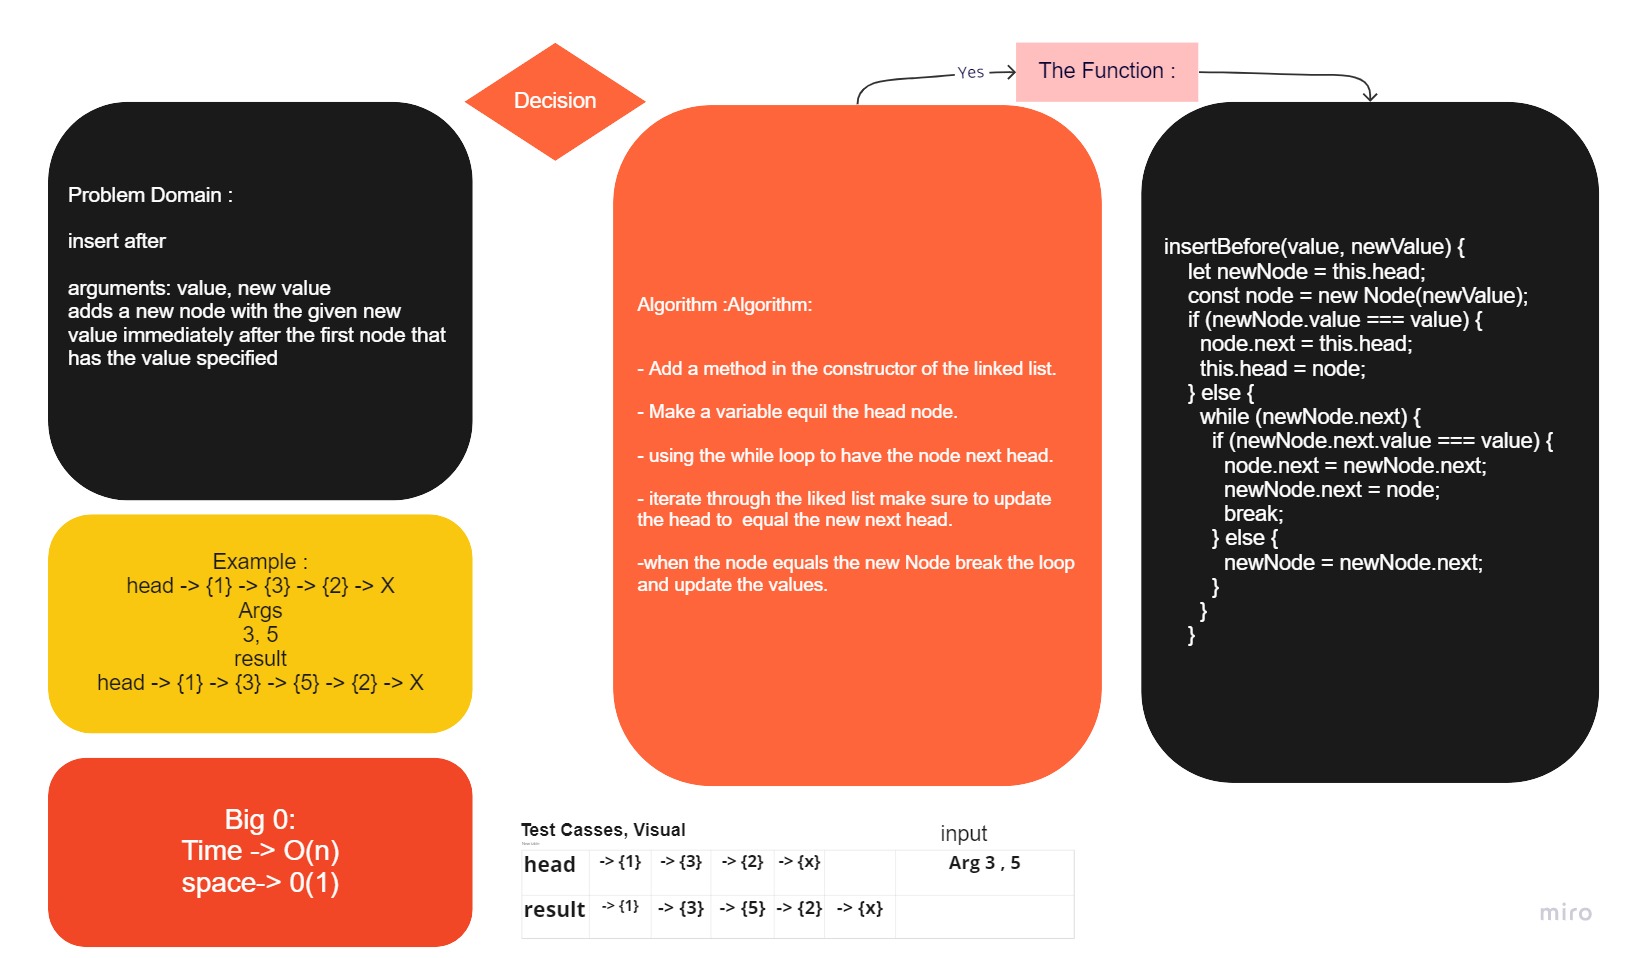 Decision
Yes
The Function :
Problem Domain :
insert after
arguments: value, new value
adds a new node with the given new
value immediately after the first node that
has the value specified
Example :
head -> {1} -> {3} -> {2} -> X
Args
3, 5
result
head -> {1} -> {3} -> {5} -> {2} -> X
Big 0:
Time -> O(n)
space-> 0(1)
Algorithm :Algorithm:
- Add a method in the constructor of the linked list.
- Make a variable equil the head node.
- using the while loop to have the node next head.
- iterate through the liked list make sure to update
the head to  equal the new next head.
-when the node equals the new Node break the loop
and update the values.
insertBefore(value, newValue) {
let newNode = this.head;
const node = new Node(newValue);
if (newNode.value === value) {
node.next = this.head;
this.head = node;
} else {
while (newNode.next) {
if (newNode.next.value === value) {
node.next = newNode.next;
newNode.next = node;
break;
} else {
newNode = newNode.next;
}
}
}
Test Casses, Visual
input
head -> {1} -> {3} -> {2} -> {x} Arg 3 , 5
result -> {1} -> {3} -> {5} -> {2} -> {x}
miro